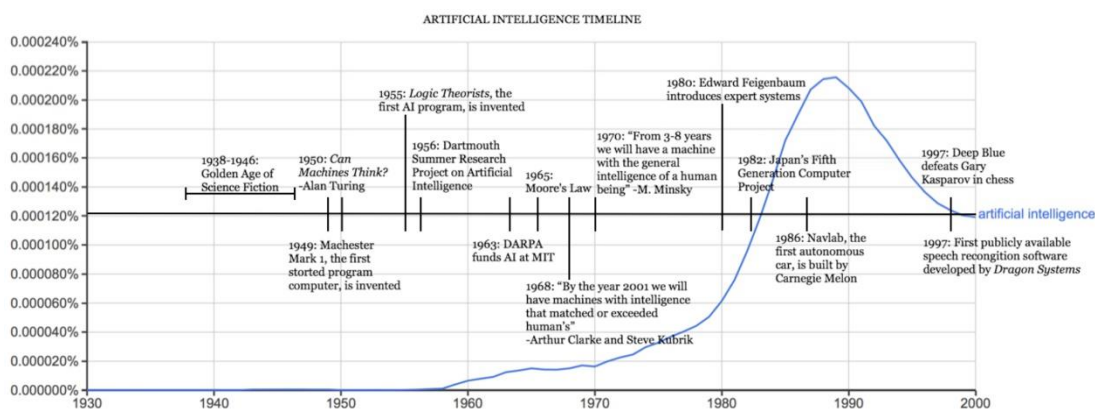 ARTIFICIAL INTELLIGENCE TIMELINE
0.000240%
0.000220%
0.000200%
0.000180%
0.000160%
0.000140%
0.000120%
0.000100%
0.000080%
0.000060%
0.000040%
0.000020%
0.000000%
1938-1946:
Golden Age of
Science Fiction
1950: Can
Machines Think?
-Alan Turing
1955: Logic Theorists, the
first AI program, is invented
1956: Dartmouth
Summer Research
Project on Artificial
Intelligence
1965:
Moore's Law
1970: “From 3-8 years
we will have a machine
with the general
intelligence of a human
being” -M. Minsky
1980: Edward Feigenbaum
introduces expert systems
1982: Japan's Fifth
Generation Computer
Project
1997: Deep Blue
defeats Gary
Kasparov in chess
artificial intelligence
1949: Machester
Mark 1, the first
storted program
computer, is invented
1963: DARPA
funds AI at MIT
1968: “By the year 2001 we will
have machines with intelligence
that matched or exceeded
human's”
-Arthur Clarke and Steve Kubrik
1986: Navlab, the
first autonomous
car, is built by
Carnegie Melon
1997: First publicly available
speech recongition software
developed by Dragon Systems
1930
1940
1950
1960
1970
1980
1990
2000